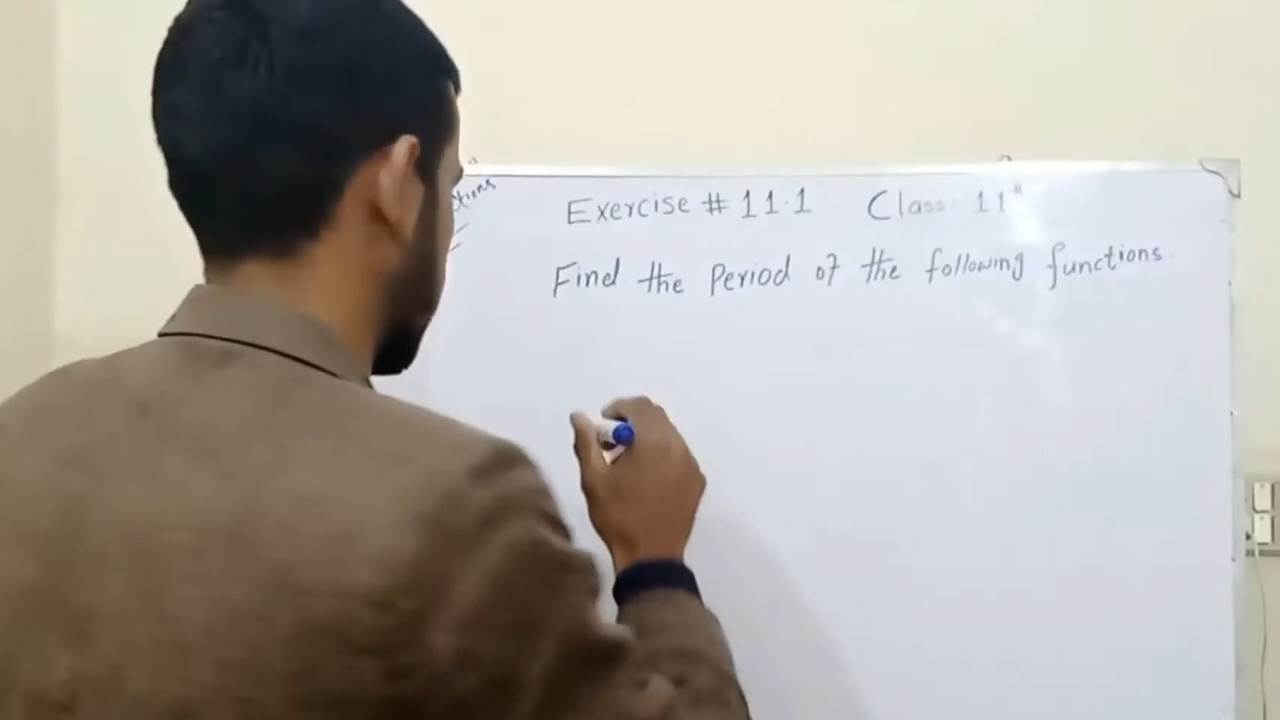 Exercise # 11.1 Class 11th
Find the Period of the following functions.